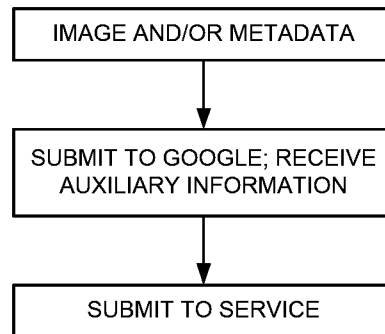 IMAGE AND/OR METADATA
SUBMIT TO GOOGLE; RECEIVE
AUXILIARY INFORMATION
SUBMIT TO SERVICE